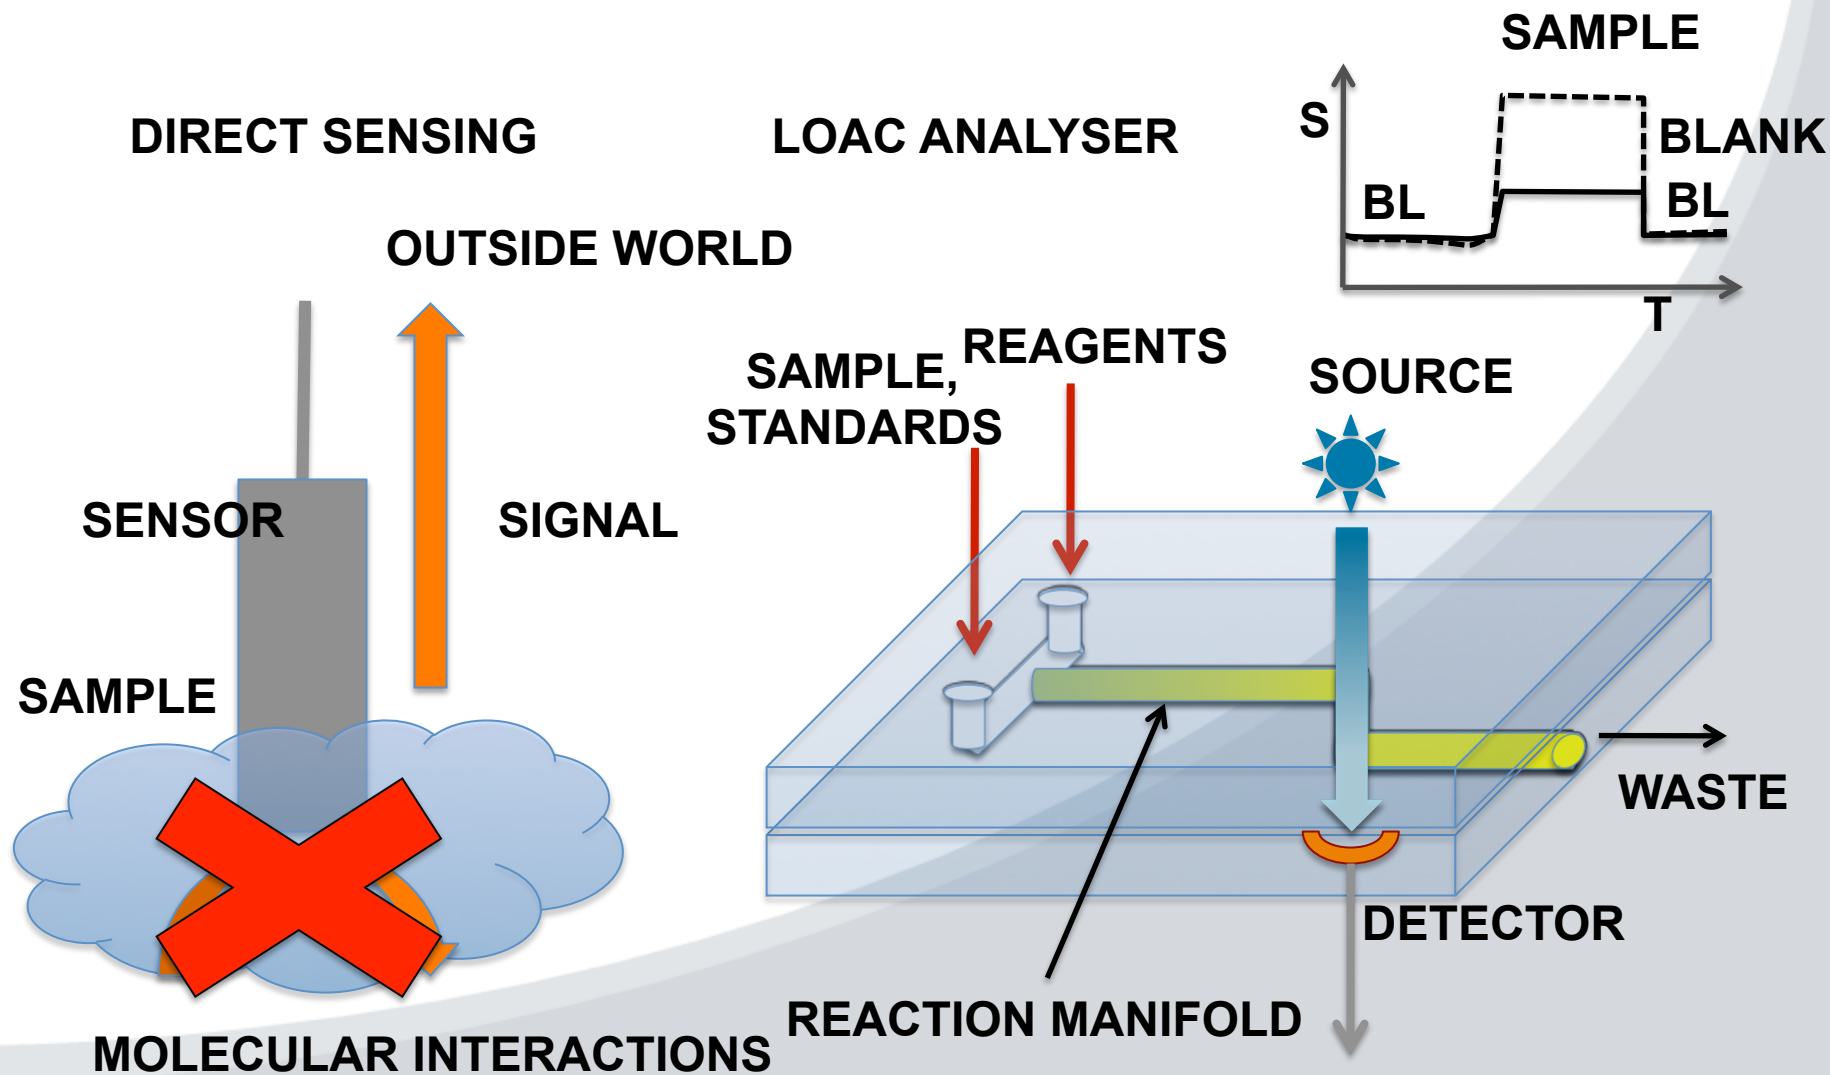 DIRECT SENSING
OUTSIDE WORLD
SENSOR
SIGNAL
SAMPLE
MOLECULAR INTERACTIONS
LOAC ANALYSER
SAMPLE
S
BLANK
BL
BL
T
REAGENTS
SAMPLE,
STANDARDS
SOURCE
WASTE
DETECTOR
REACTION MANIFOLD